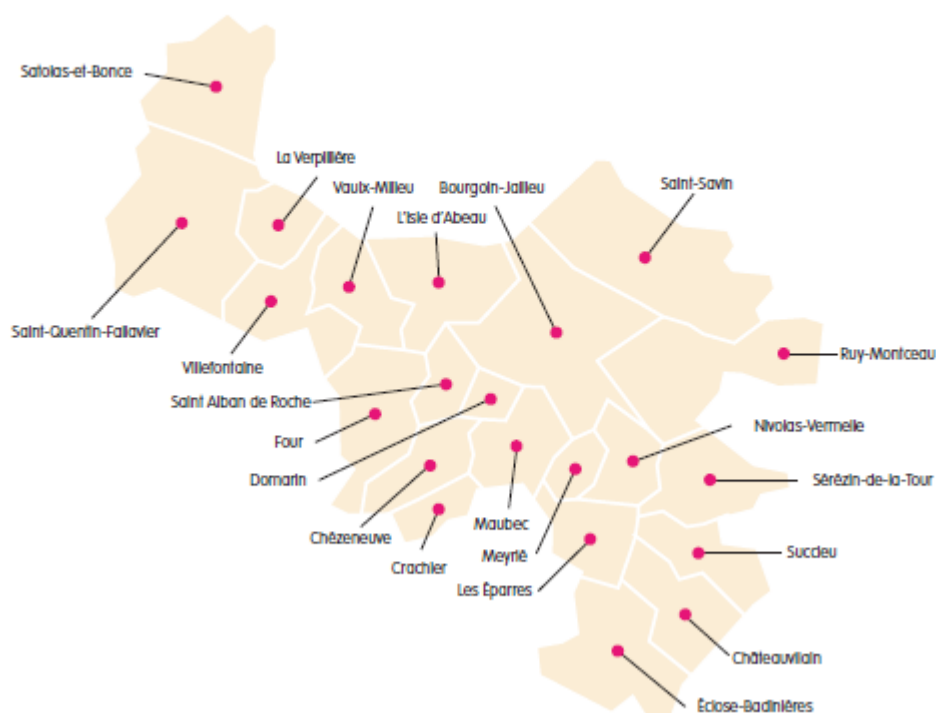 Satolas-et-Bonce
La Verpillière
Vaulx-Milieu
Bourgoin-Jallieu
Saint-Savin
L'Isle d'Abeau
Saint-Quentin-Fallavier
Villefontaine
Ruy-Montceau
Saint Alban de Roche
Four
Nivolas-Vermelle
Domarin
Sérézin-de-la-Tour
Chèzeneuve
Maubec
Crachier
Meyrié
Succieu
Les Éparres
Châteauvilain
Éclose-Badinières